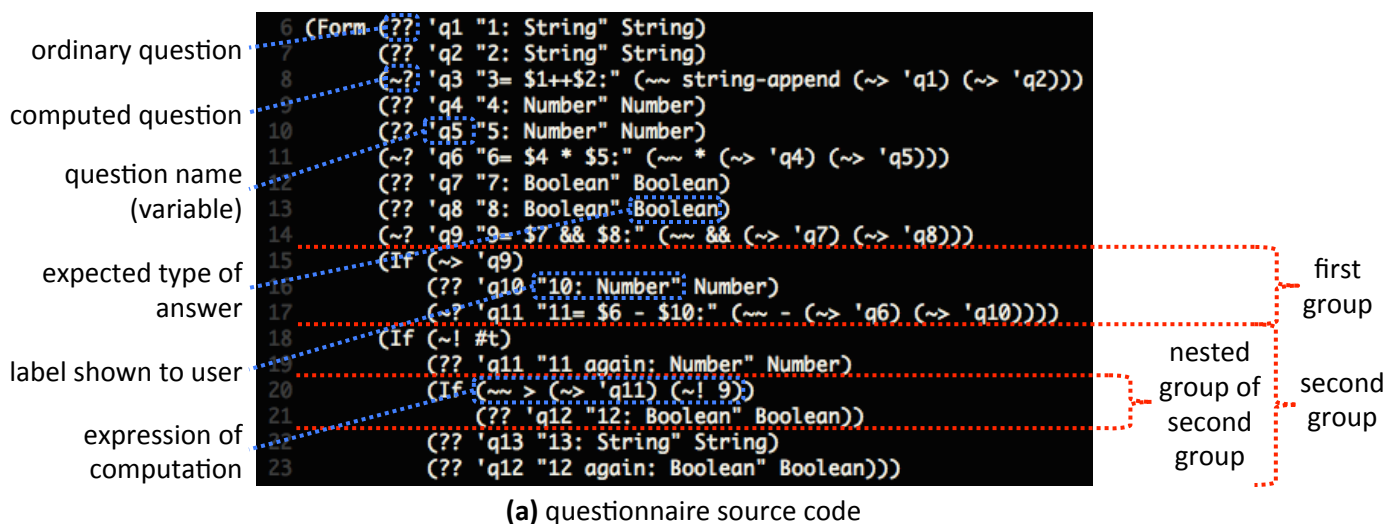 ordinary question
computed question
question name
(variable)
expected type of
answer
label shown to user
expression of
computation
6 (Form (?? 'q1 "1: String" String)
7 (?? 'q2 "2: String" String)
8 (~? 'q3 "3= $1++$2:" (~~ string-append (~> 'q1) (~> 'q2)))
9 (?? 'q4 "4: Number" Number)
10 (?? 'q5 "5: Number" Number)
11 (~? 'q6 "6= $4 * $5:" (~~ * (~> 'q4) (~> 'q5)))
12 (?? 'q7 "7: Boolean" Boolean)
13 (?? 'q8 "8: Boolean" Boolean)
14 (~? 'q9 "9= $7 && $8:" (~~ && (~> 'q7) (~> 'q8)))
15 (If (~> 'q9)
16 (?? 'q10 "10: Number" Number)
17 (~? 'q11 "11= $6 - $10:" (~~ - (~> 'q6) (~> 'q10))))
18 (If (~! #t)
19 (?? 'q11 "11 again: Number" Number)
20 (If (~~ > (~> 'q11) (~! 9))
21 (?? 'q12 "12: Boolean" Boolean))
22 (?? 'q13 "13: String" String)
23 (?? 'q12 "12 again: Boolean" Boolean)))
first
group
nested
group of
second
group
second
group
(a) questionnaire source code